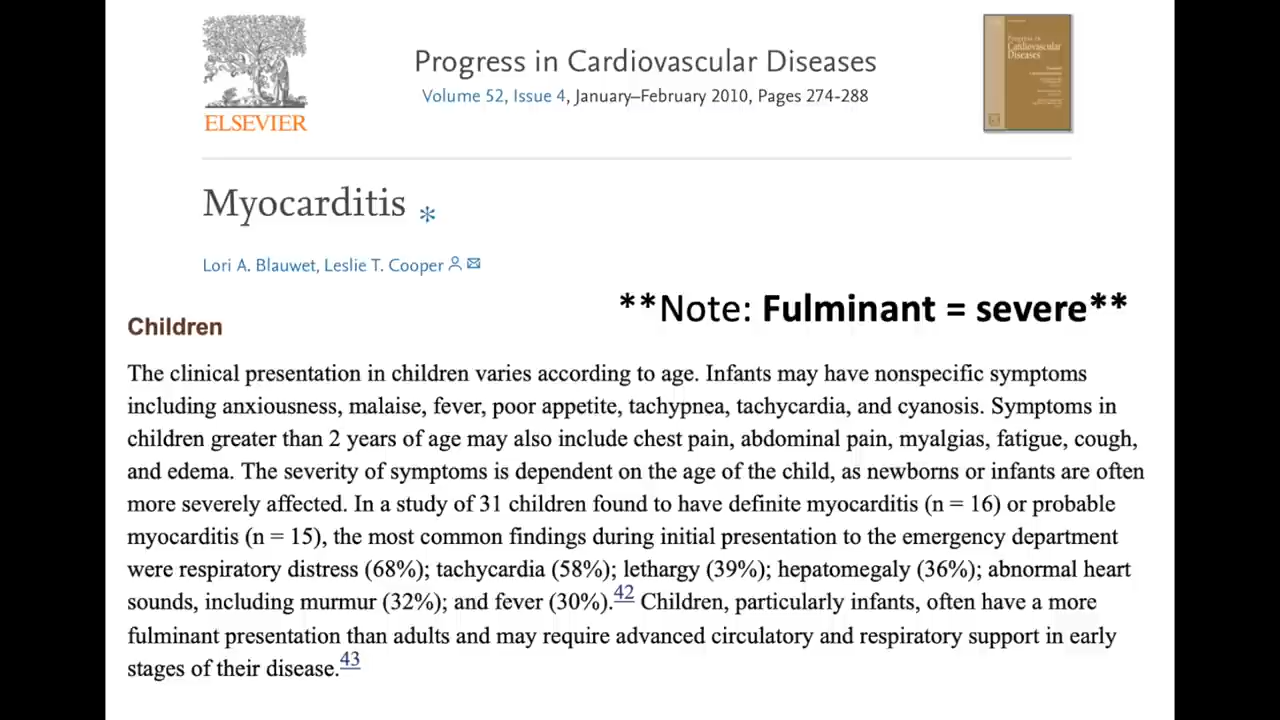 ELSEVIER
Progress in Cardiovascular Diseases
Volume 52, Issue 4, January–February 2010, Pages 274-288
Progress in
Cardiovascular
Diseases
Myocarditis *
Lori A. Blauwet, Leslie T. Cooper
**Note: Fulminant = severe**
Children
The clinical presentation in children varies according to age. Infants may have nonspecific symptoms
including anxiousness, malaise, fever, poor appetite, tachypnea, tachycardia, and cyanosis. Symptoms in
children greater than 2 years of age may also include chest pain, abdominal pain, myalgias, fatigue, cough,
and edema. The severity of symptoms is dependent on the age of the child, as newborns or infants are often
more severely affected. In a study of 31 children found to have definite myocarditis (n = 16) or probable
myocarditis (n = 15), the most common findings during initial presentation to the emergency department
were respiratory distress (68%); tachycardia (58%); lethargy (39%); hepatomegaly (36%); abnormal heart
sounds, including murmur (32%); and fever (30%).42 Children, particularly infants, often have a more
fulminant presentation than adults and may require advanced circulatory and respiratory support in early
stages of their disease.43